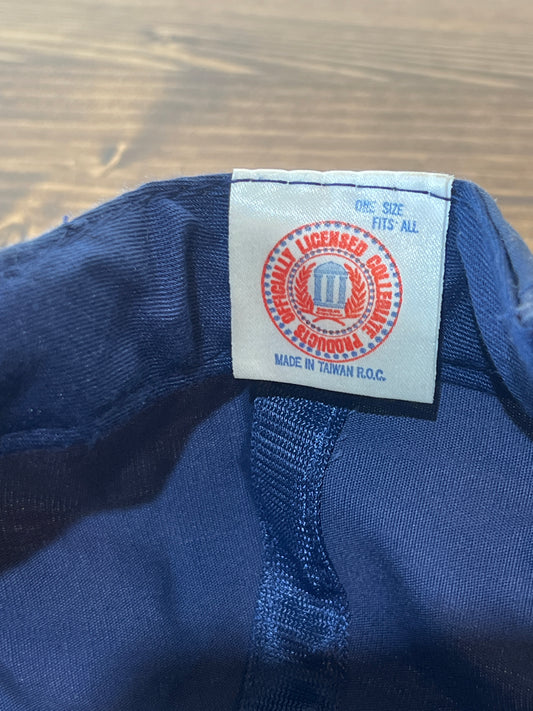 ONE SIZE
FITS ALL
OFFICIALLY LICENSED COLLEGIATE PRODUCTS
MADE IN TAIWAN R.O.C.